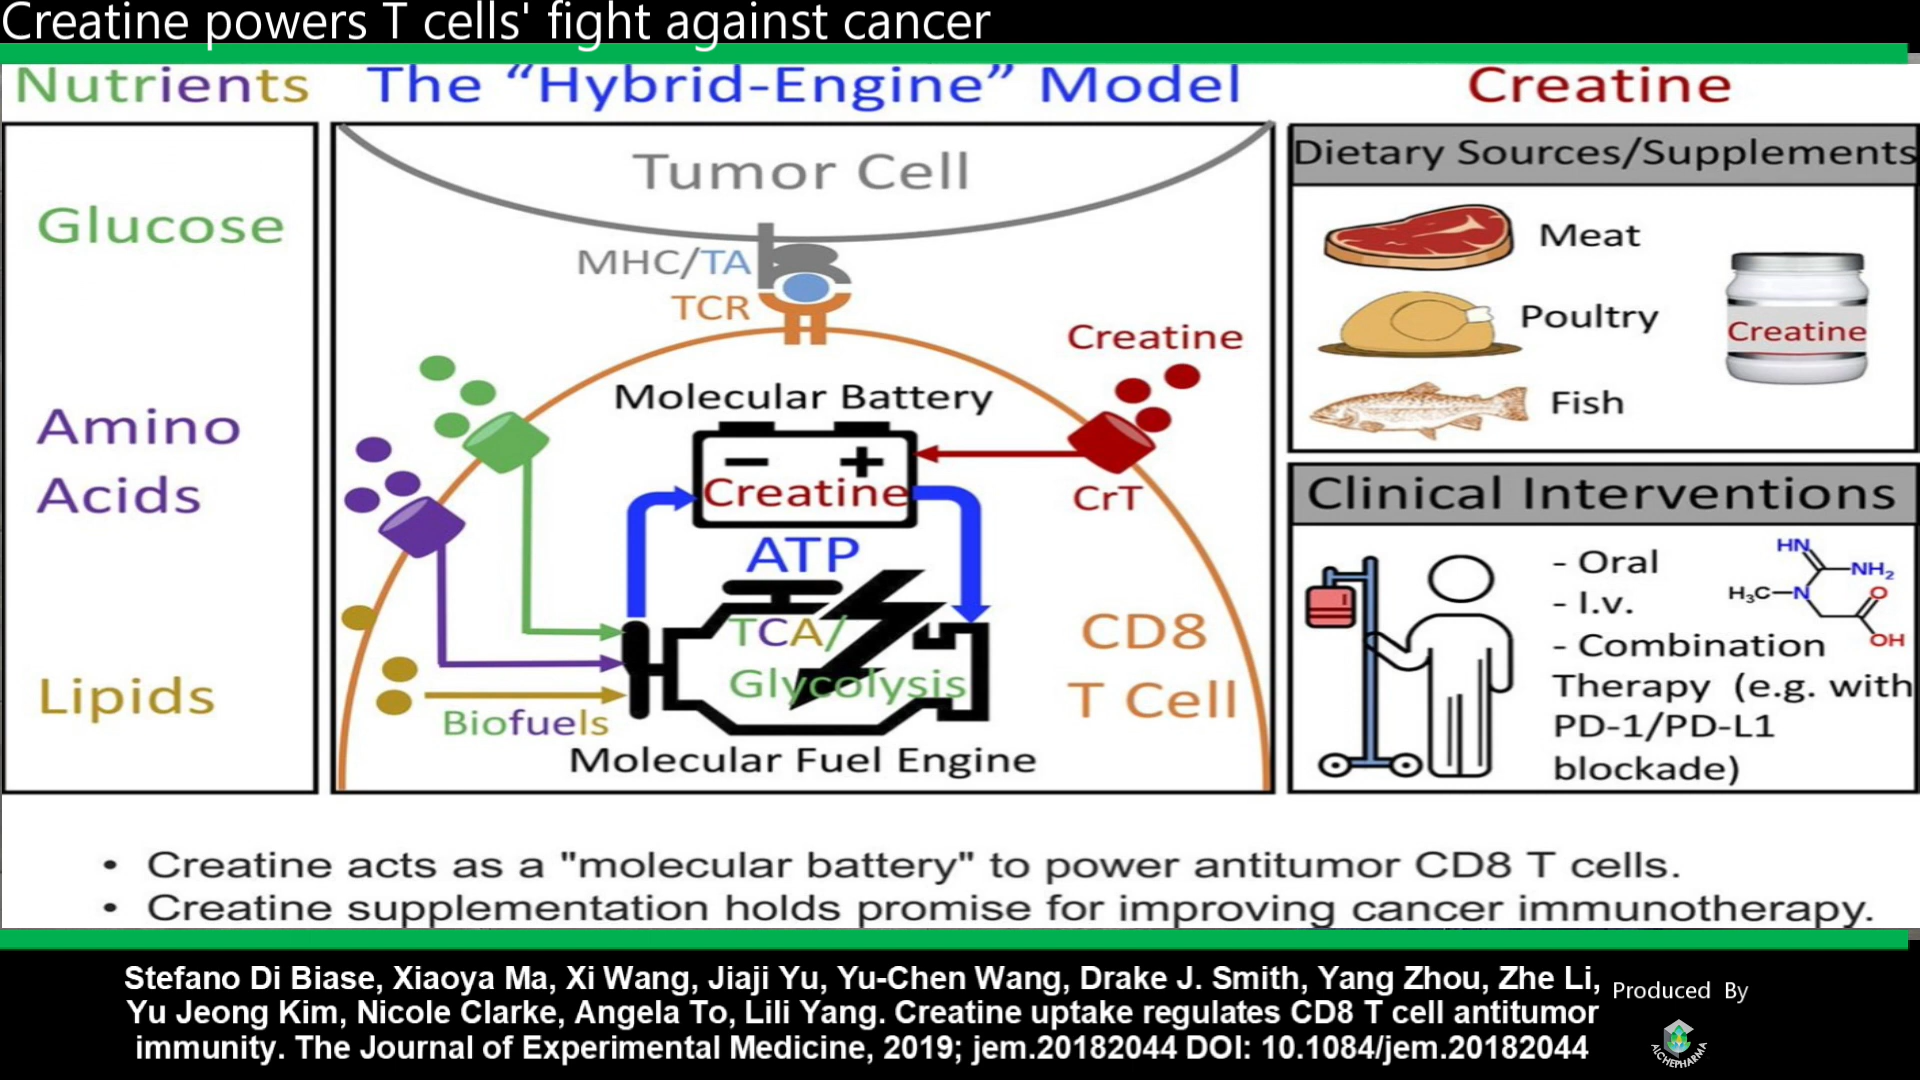 Creatine powers T cells' fight against cancer
Nutrients
Glucose
Amino
Acids
Lipids
The “Hybrid-Engine” Model
Tumor Cell
MHC/TA
TCR
Creatine
Molecular Battery
Creatine
CrT
ATP
TCA/
Glycolysis
CD8
T Cell
Biofuels
Molecular Fuel Engine
Creatine
Dietary Sources/Supplements
Meat
Poultry
Creatine
Fish
Clinical Interventions
- Oral
- I.v.
- Combination
Therapy (e.g. with
PD-1/PD-L1
blockade)
HN
NH₂
H₃C
N
O
OH
• Creatine acts as a "molecular battery" to power antitumor CD8 T cells.
• Creatine supplementation holds promise for improving cancer immunotherapy.
Stefano Di Biase, Xiaoya Ma, Xi Wang, Jiaji Yu, Yu-Chen Wang, Drake J. Smith, Yang Zhou, Zhe Li,
Yu Jeong Kim, Nicole Clarke, Angela To, Lili Yang. Creatine uptake regulates CD8 T cell antitumor
immunity. The Journal of Experimental Medicine, 2019; jem.20182044 DOI: 10.1084/jem.20182044
Produced By
AICHEPHARMA